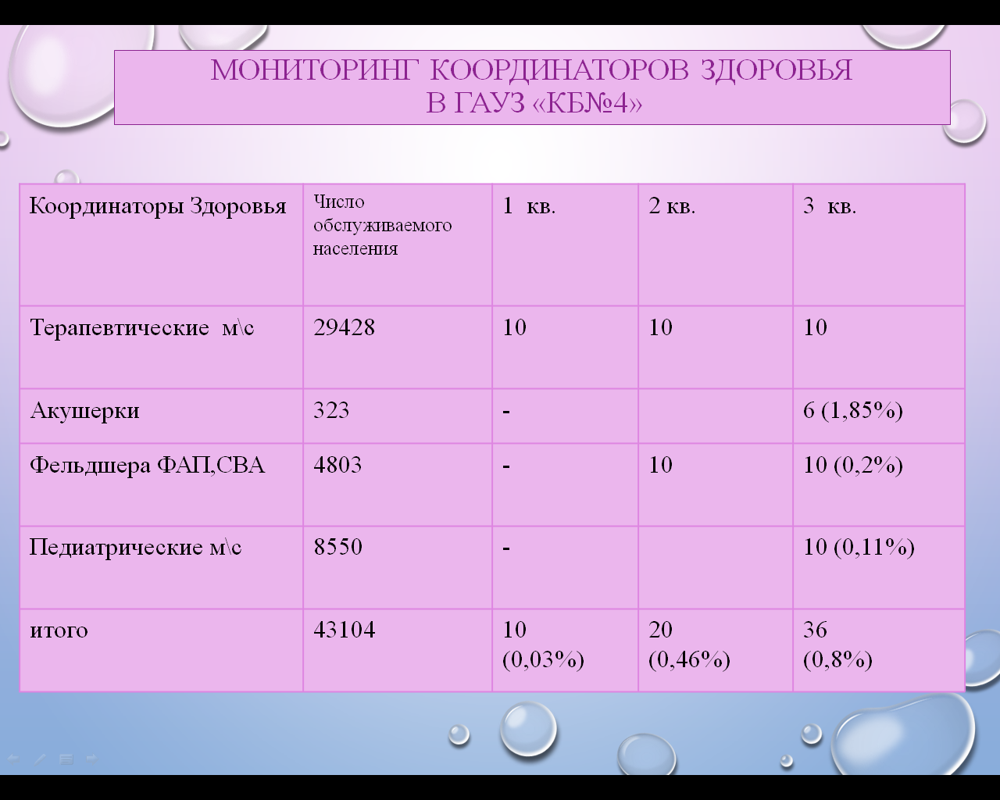 МОНИТОРИНГ КООРДИНАТОРОВ ЗДОРОВЬЯ
В ГАУЗ «КБ№4»
Координаторы Здоровья
Число
обслуживаемого
населения
1 кв.
2 кв.
3 кв.
Терапевтические м\с
29428
10
10
10
Акушерки
323
-
6 (1,85%)
Фельдшера ФАП,СВА
4803
-
10
10 (0,2%)
Педиатрические м\с
8550
-
10 (0,11%)
итого
43104
10
(0,03%)
20
(0,46%)
36
(0,8%)